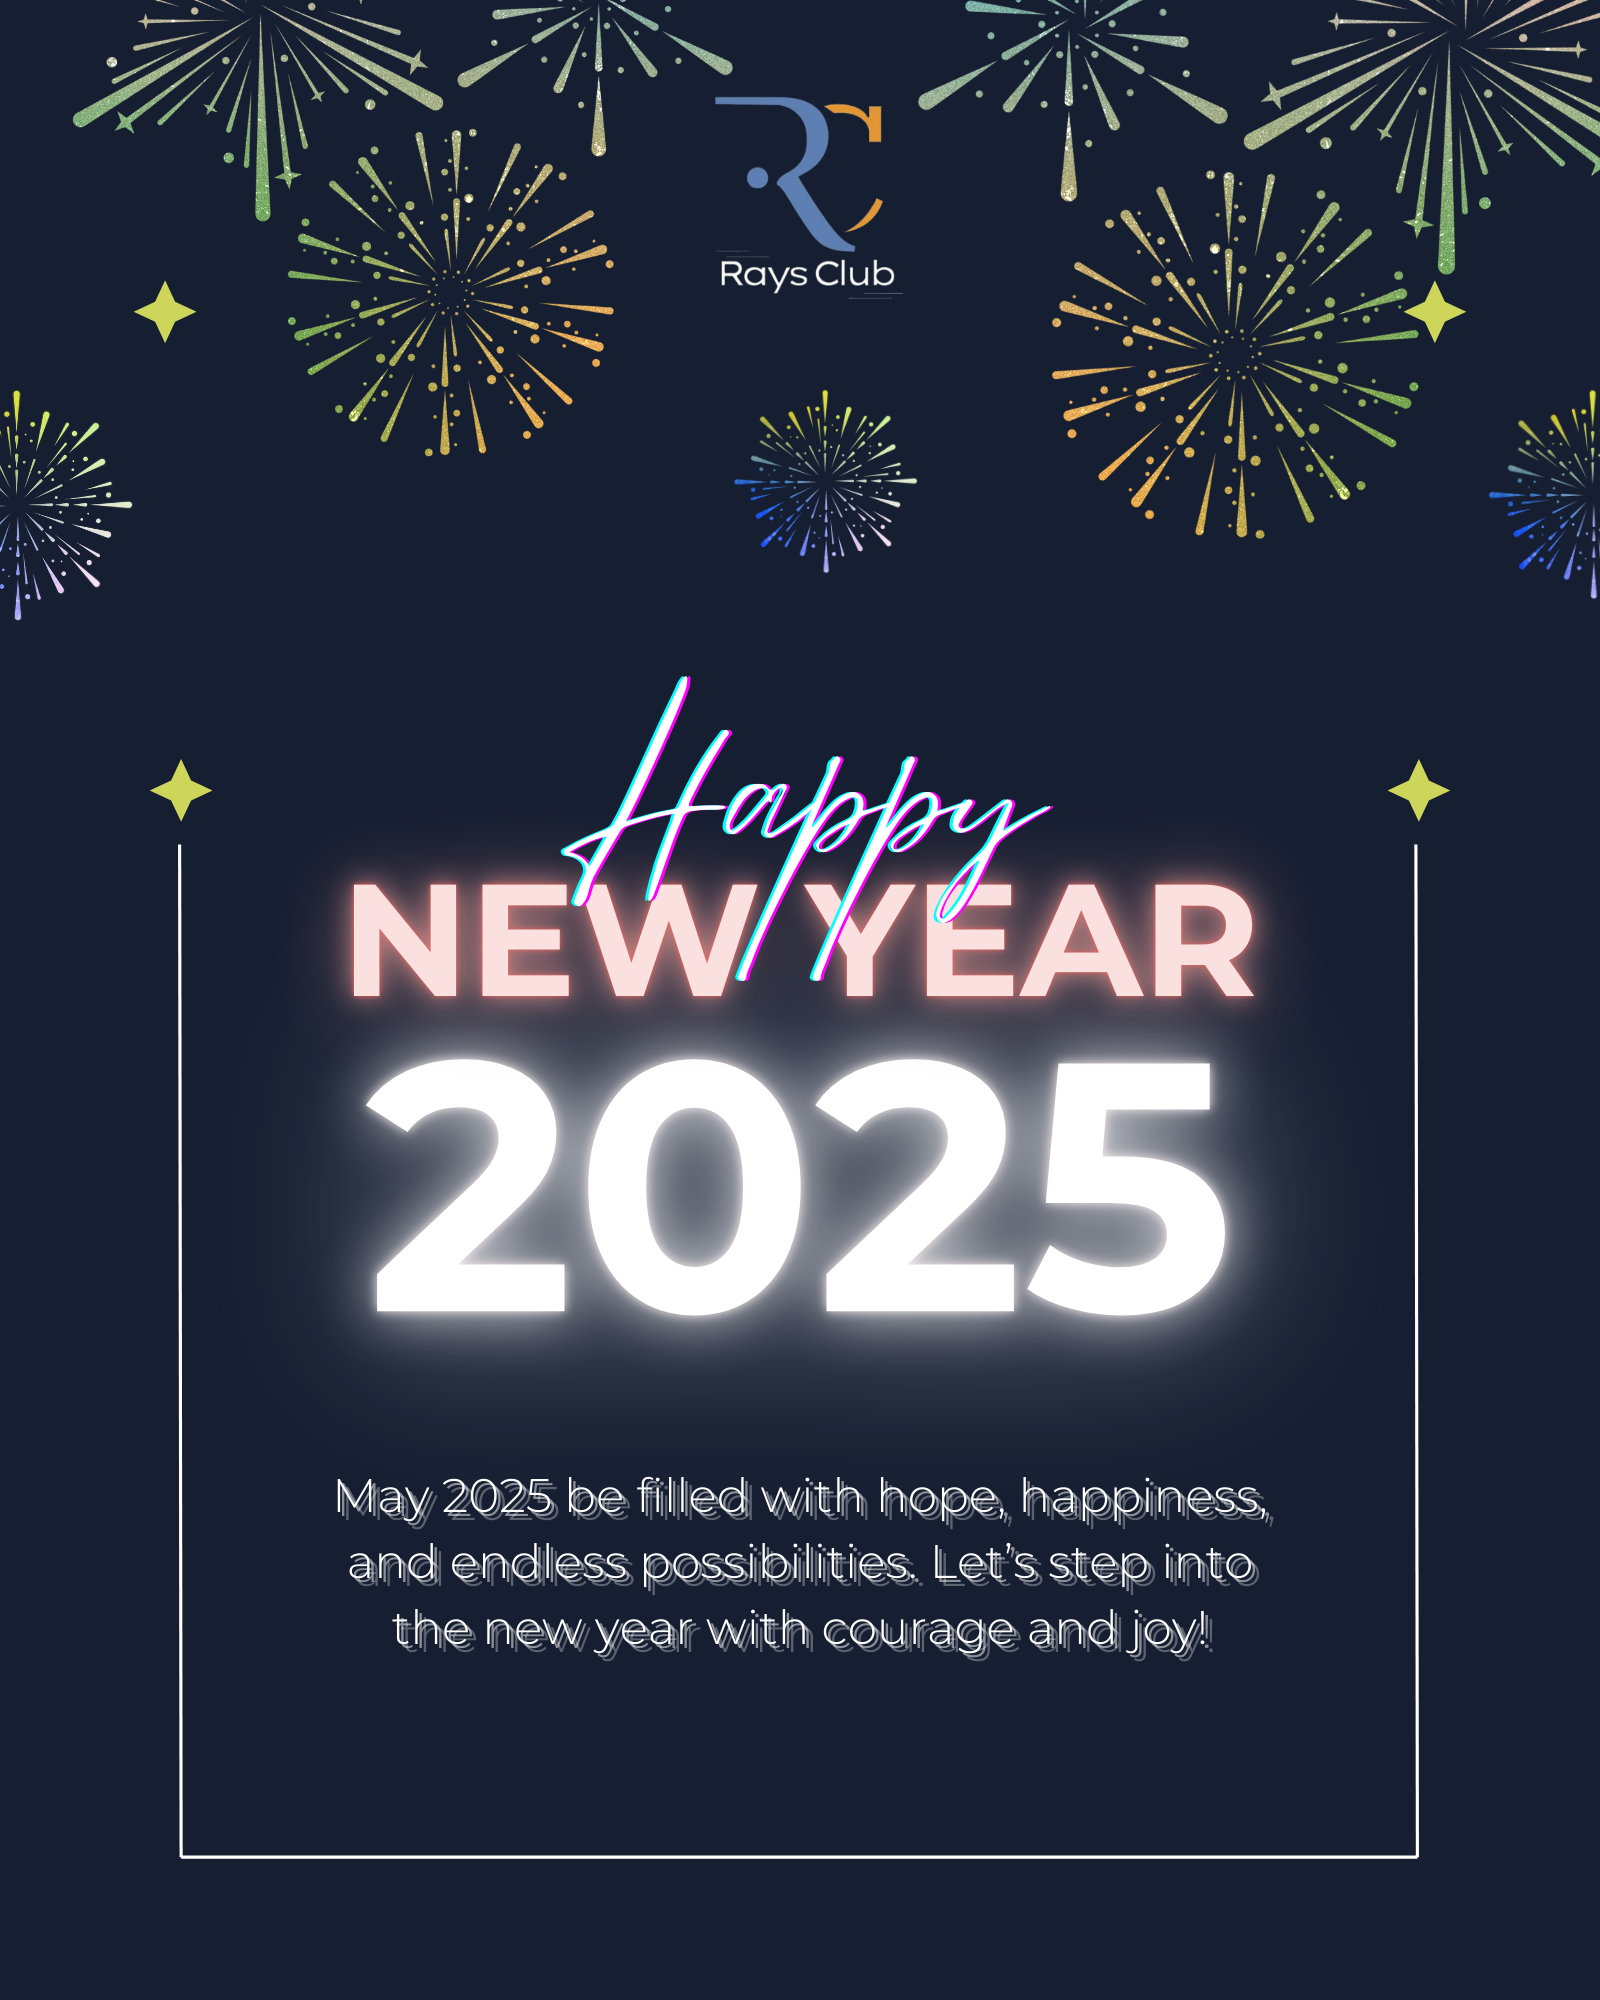 Rays Club
Happy
NEW YEAR
2025
May 2025 be filled with hope, happiness,
and endless possibilities. Let’s step into
the new year with courage and joy!